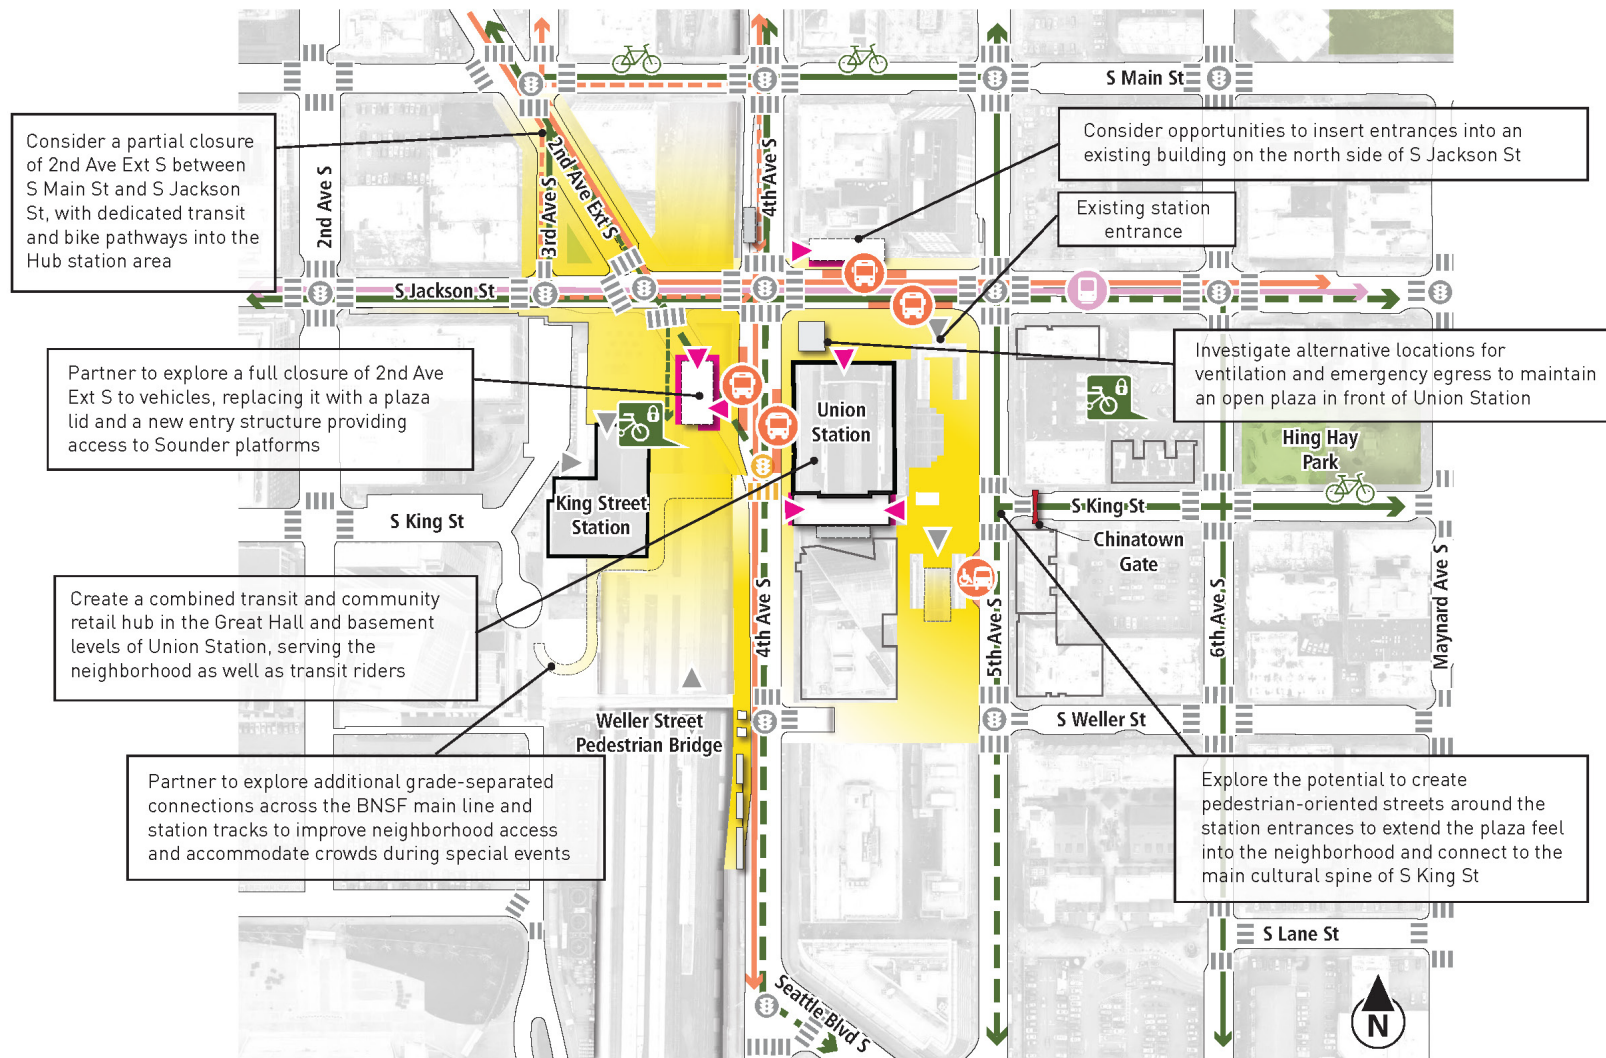 S Main St
Consider a partial closure
of 2nd Ave Ext S between
S Main St and S Jackson
St, with dedicated transit
and bike pathways into the
Hub station area
2nd Ave S
3rd Ave S
2nd Ave Ext S
4th Ave S
Consider opportunities to insert entrances into an
existing building on the north side of S Jackson St
Existing station
entrance
S Jackson St
Partner to explore a full closure of 2nd Ave
Ext S to vehicles, replacing it with a plaza
lid and a new entry structure providing
access to Sounder platforms
Investigate alternative locations for
ventilation and emergency egress to maintain
an open plaza in front of Union Station
Union
Station
Hing Hay
Park
King Street
Station
S King St
S King St
Chinatown
Gate
Create a combined transit and community
retail hub in the Great Hall and basement
levels of Union Station, serving the
neighborhood as well as transit riders
4th Ave S
5th Ave S
6th Ave S
Maynard Ave S
Weller Street
Pedestrian Bridge
S Weller St
Partner to explore additional grade-separated
connections across the BNSF main line and
station tracks to improve neighborhood access
and accommodate crowds during special events
Explore the potential to create
pedestrian-oriented streets around the
station entrances to extend the plaza feel
into the neighborhood and connect to the
main cultural spine of S King St
S Lane St
Seattle Blvd S
N